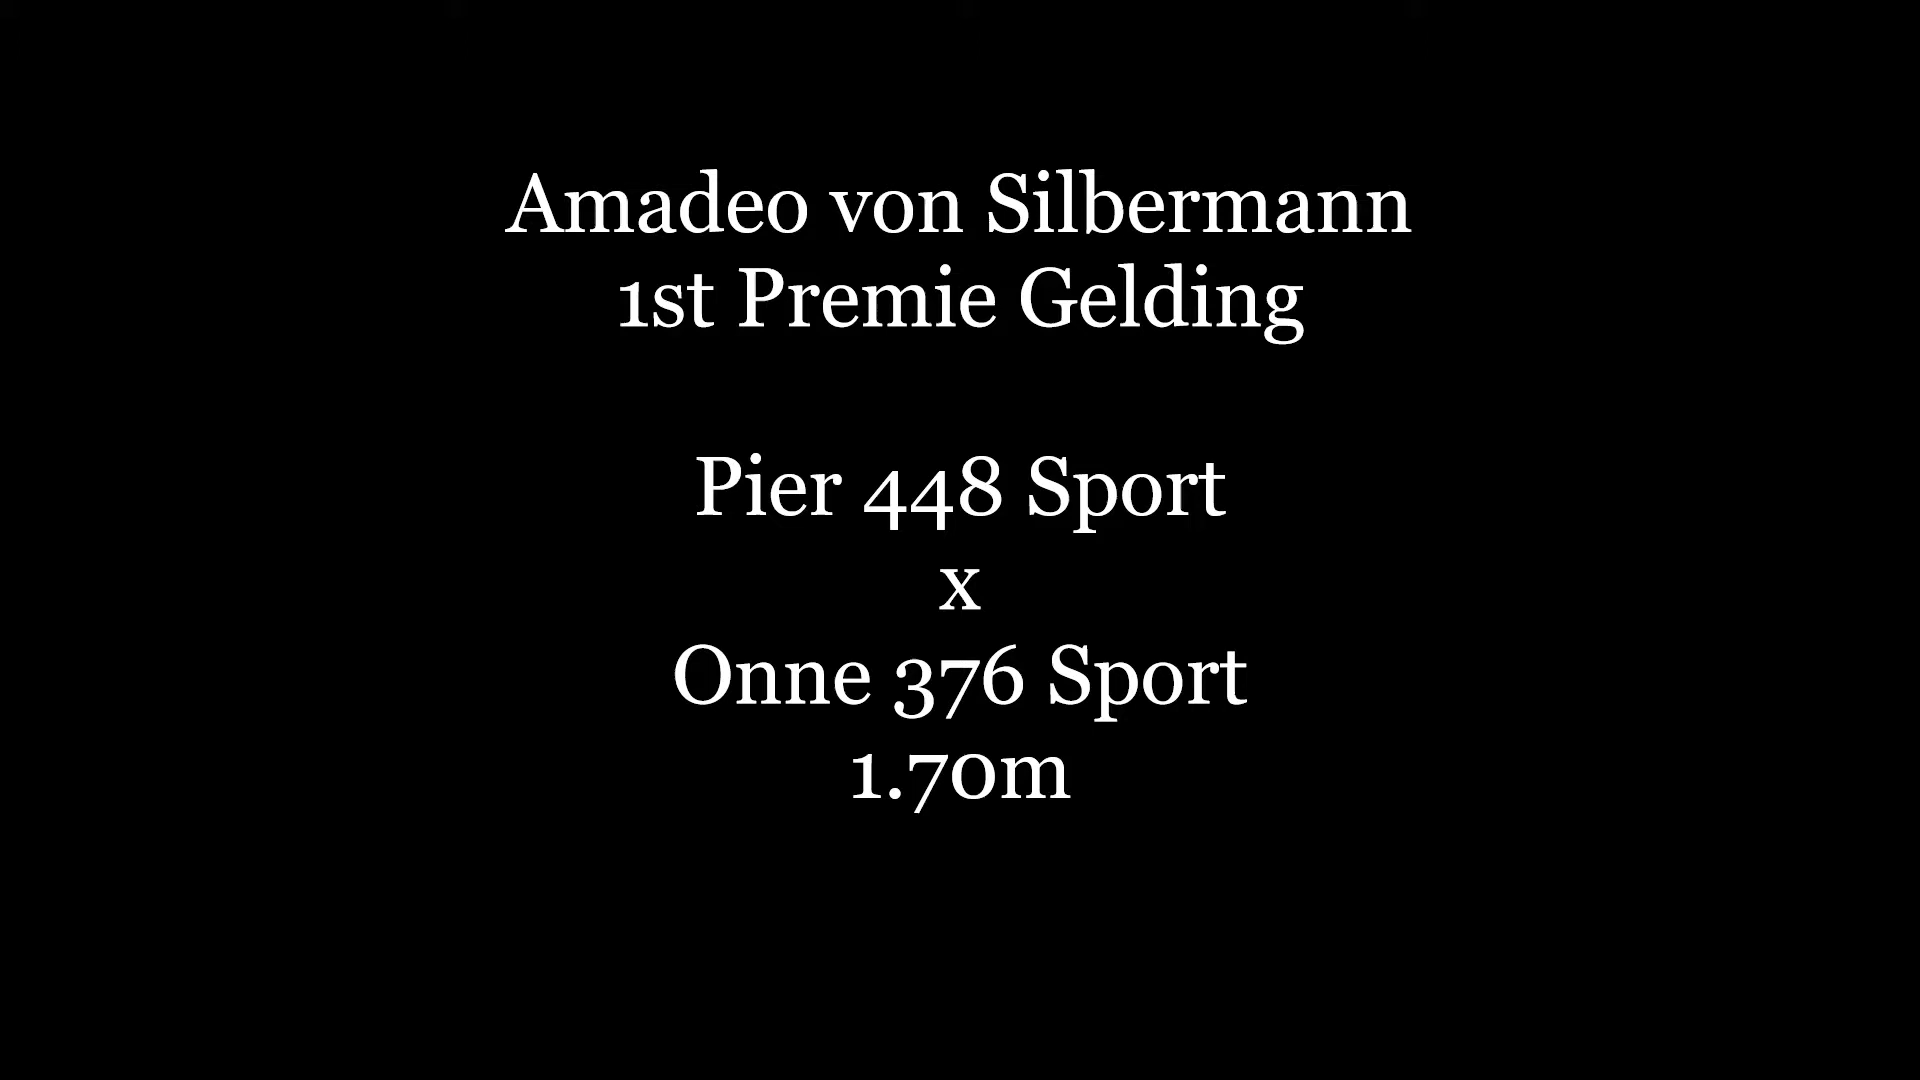 Amadeo von Silbermann
1st Premie Gelding
Pier 448 Sport
x
Onne 376 Sport
1.70m